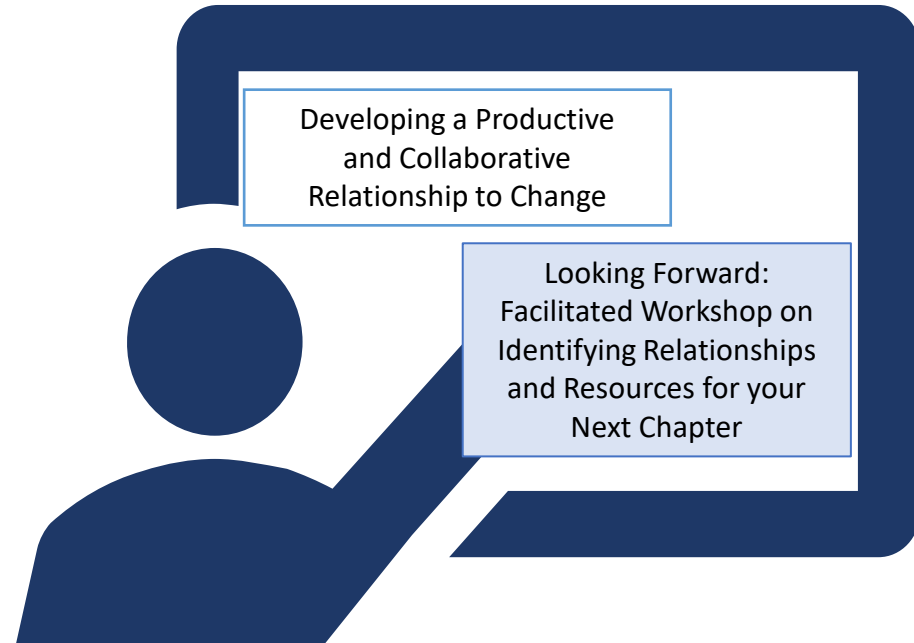 Developing a Productive
and Collaborative
Relationship to Change
Looking Forward:
Facilitated Workshop on
Identifying Relationships
and Resources for your
Next Chapter